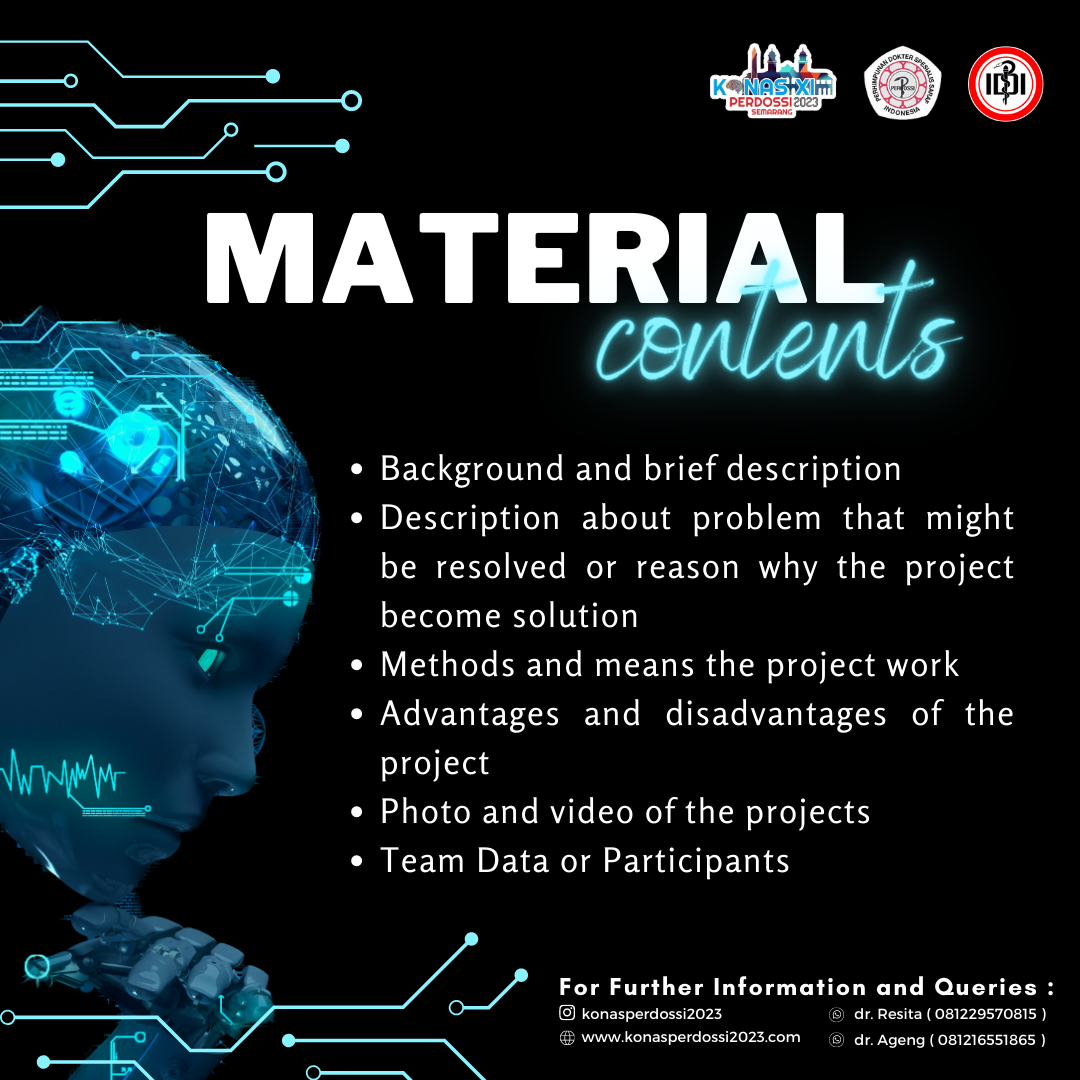 KONAS XI
PERDOSSI 2023
SEMARANG
PERHIMPUNAN DOKTER SPESIALIS SARAF
PERDOSSI
INDONESIA
IDI
MATERIAL
contents
• Background and brief description
• Description about problem that might
be resolved or reason why the project
become solution
• Methods and means the project work
• Advantages and disadvantages of the
project
• Photo and video of the projects
• Team Data or Participants
For Further Information and Queries :
konasperdossi2023
www.konasperdossi2023.com
dr. Resita ( 081229570815 )
dr. Ageng ( 081216551865 )